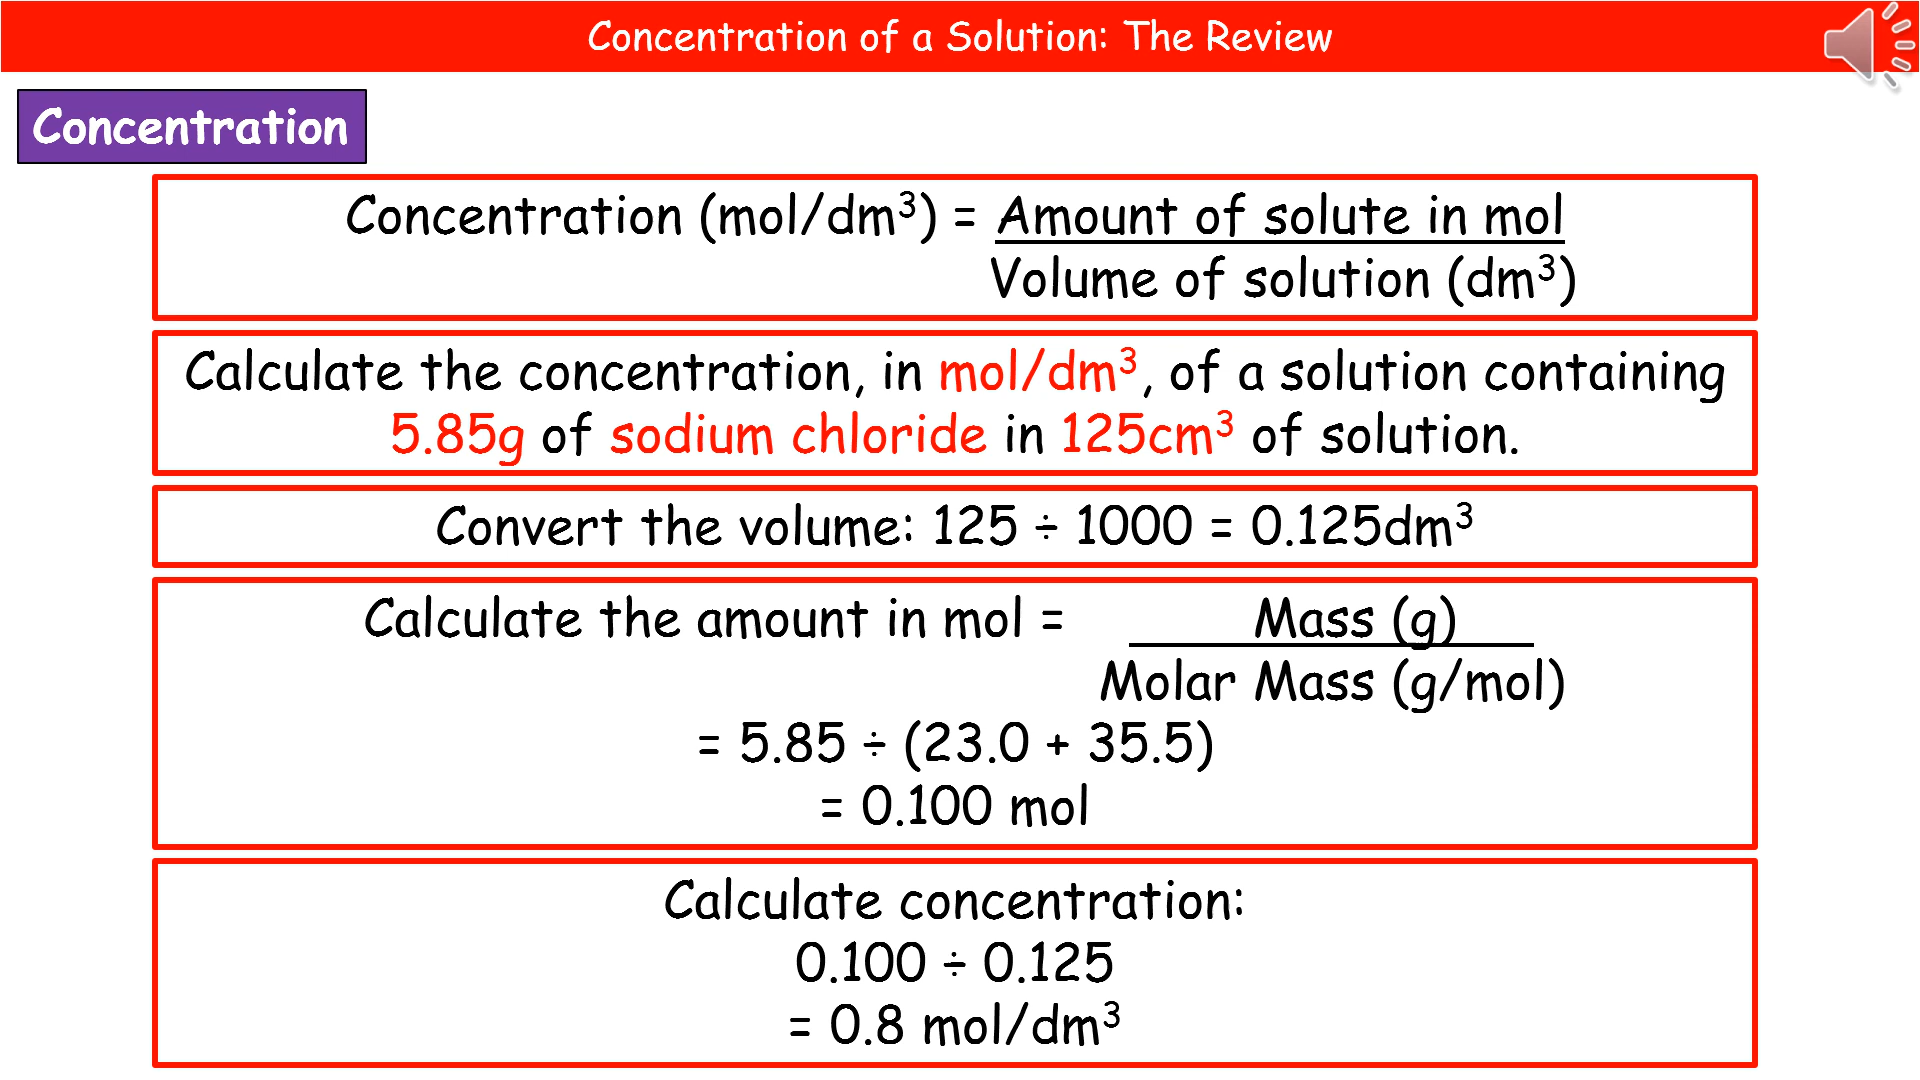 Concentration of a Solution: The Review
Concentration
Concentration (mol/dm³) = Amount of solute in mol
Volume of solution (dm³)
Calculate the concentration, in mol/dm³, of a solution containing
5.85g of sodium chloride in 125cm³ of solution.
Convert the volume: 125 ÷ 1000 = 0.125dm³
Calculate the amount in mol = Mass (g)
Molar Mass (g/mol)
= 5.85 ÷ (23.0 + 35.5)
= 0.100 mol
Calculate concentration:
0.100 ÷ 0.125
= 0.8 mol/dm³